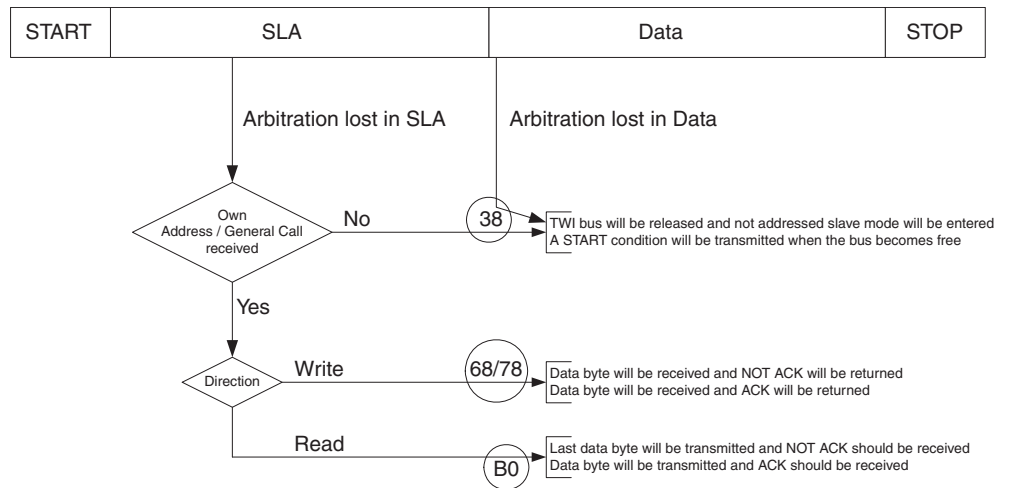 START SLA Data STOP
Arbitration lost in SLA Arbitration lost in Data
Own
Address / General Call
received
No
38
TWI bus will be released and not addressed slave mode will be entered
A START condition will be transmitted when the bus becomes free
Yes
Direction
Write
68/78
Data byte will be received and NOT ACK will be returned
Data byte will be received and ACK will be returned
Read
B0
Last data byte will be transmitted and NOT ACK should be received
Data byte will be transmitted and ACK should be received